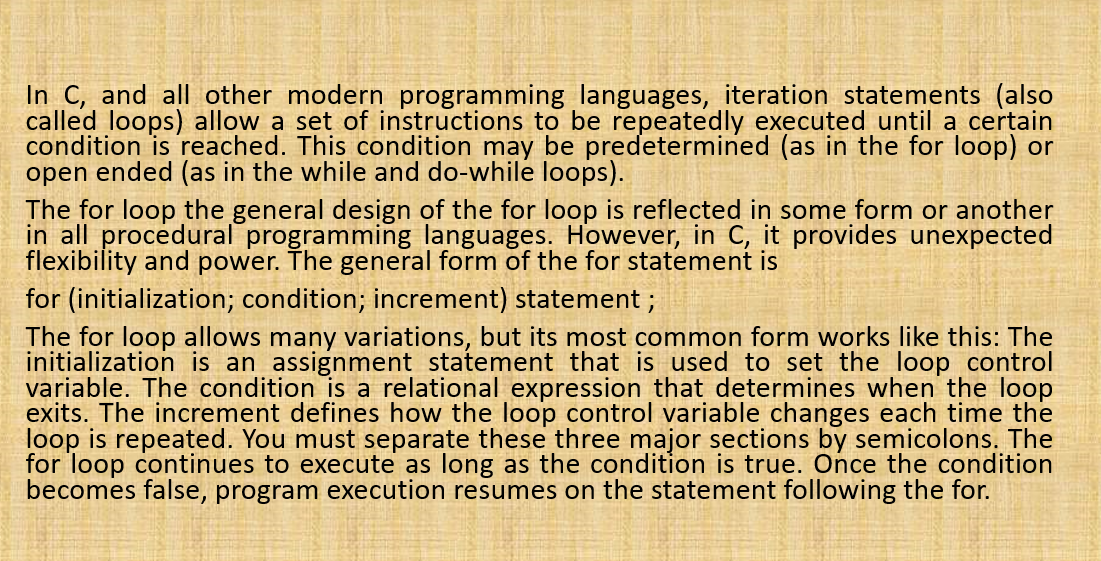 In C, and all other modern programming languages, iteration statements (also
called loops) allow a set of instructions to be repeatedly executed until a certain
condition is reached. This condition may be predetermined (as in the for loop) or
open ended (as in the while and do-while loops).
The for loop the general design of the for loop is reflected in some form or another
in all procedural programming languages. However, in C, it provides unexpected
flexibility and power. The general form of the for statement is
for (initialization; condition; increment) statement ;
The for loop allows many variations, but its most common form works like this: The
initialization is an assignment statement that is used to set the loop control
variable. The condition is a relational expression that determines when the loop
exits. The increment defines how the loop control variable changes each time the
loop is repeated. You must separate these three major sections by semicolons. The
for loop continues to execute as long as the condition is true. Once the condition
becomes false, program execution resumes on the statement following the for.